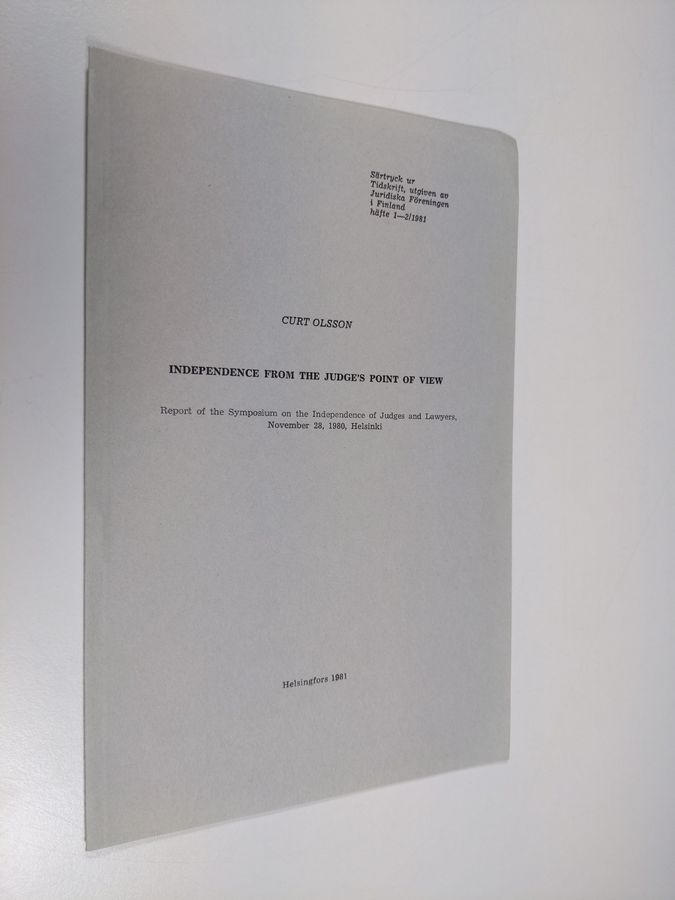 Särtryck ur
Tidskrift, utgiven av
Juridiska Föreningen
i Finland
häfte 1—2/1981
CURT OLSSON
INDEPENDENCE FROM THE JUDGE'S POINT OF VIEW
Report of the Symposium on the Independence of Judges and Lawyers,
November 28, 1980, Helsinki
Helsingfors 1981